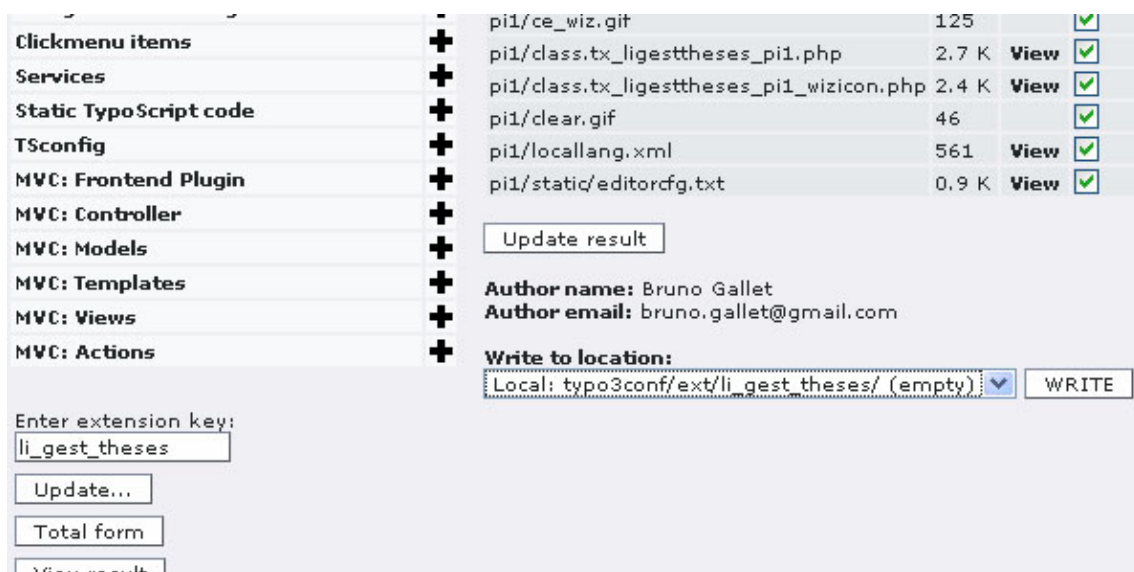 Clickmenu items
Services
Static TypoScript code
TSconfig
MVC: Frontend Plugin
MVC: Controller
MVC: Models
MVC: Templates
MVC: Views
MVC: Actions
Enter extension key:
li_gest_theses
Update...
Total form
View result
pi1/ce_wiz.gif 125
pi1/class.tx_ligesttheses_pi1.php 2.7 K View
pi1/class.tx_ligesttheses_pi1_wizicon.php 2.4 K View
pi1/clear.gif 46
pi1/locallang.xml 561 View
pi1/static/editorcfg.txt 0.9 K View
Update result
Author name: Bruno Gallet
Author email: bruno.gallet@gmail.com
Write to location:
Local: typo3conf/ext/li_gest_theses/ (empty) WRITE